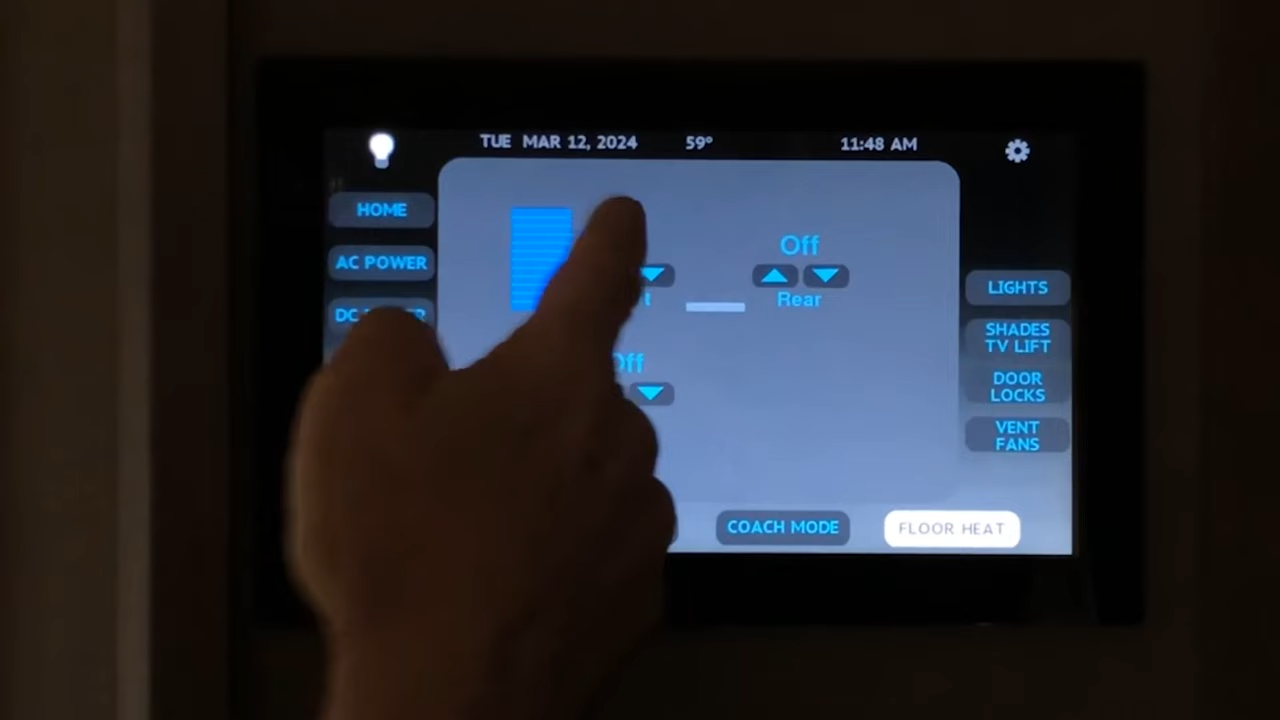 TUE MAR 12, 2024 59° 11:48 AM
HOME
AC POWER
Off
Rear
LIGHTS
SHADES
TV LIFT
DOOR
LOCKS
VENT
FANS
COACH MODE
FLOOR HEAT